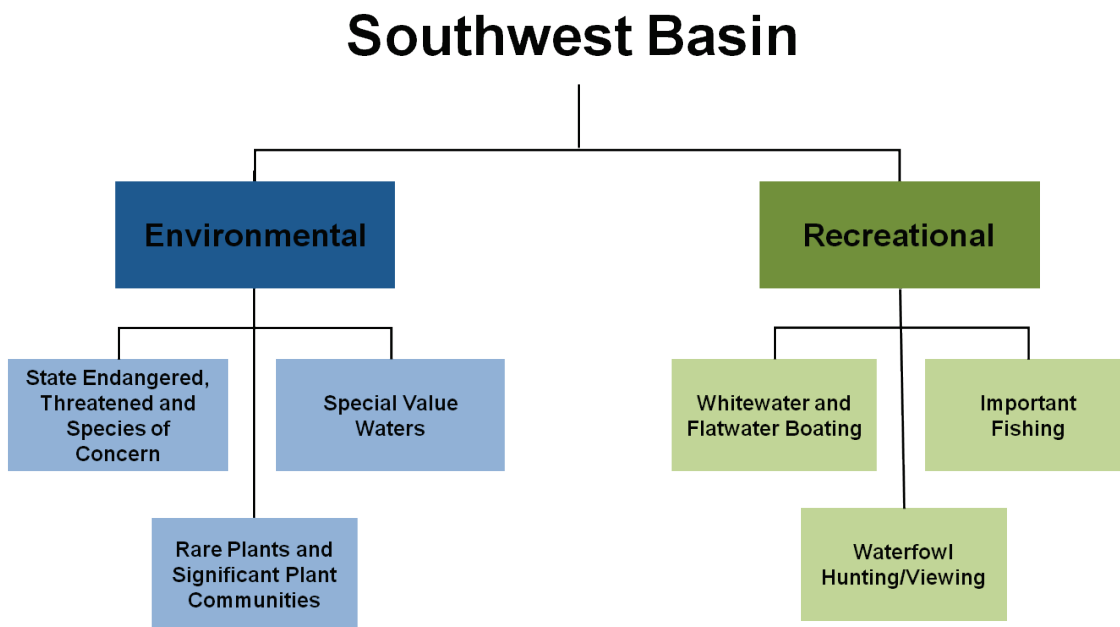 Southwest Basin
Environmental
Recreational
State Endangered,
Threatened and
Species of
Concern
Special Value
Waters
Whitewater and
Flatwater Boating
Important
Fishing
Rare Plants and
Significant Plant
Communities
Waterfowl
Hunting/Viewing